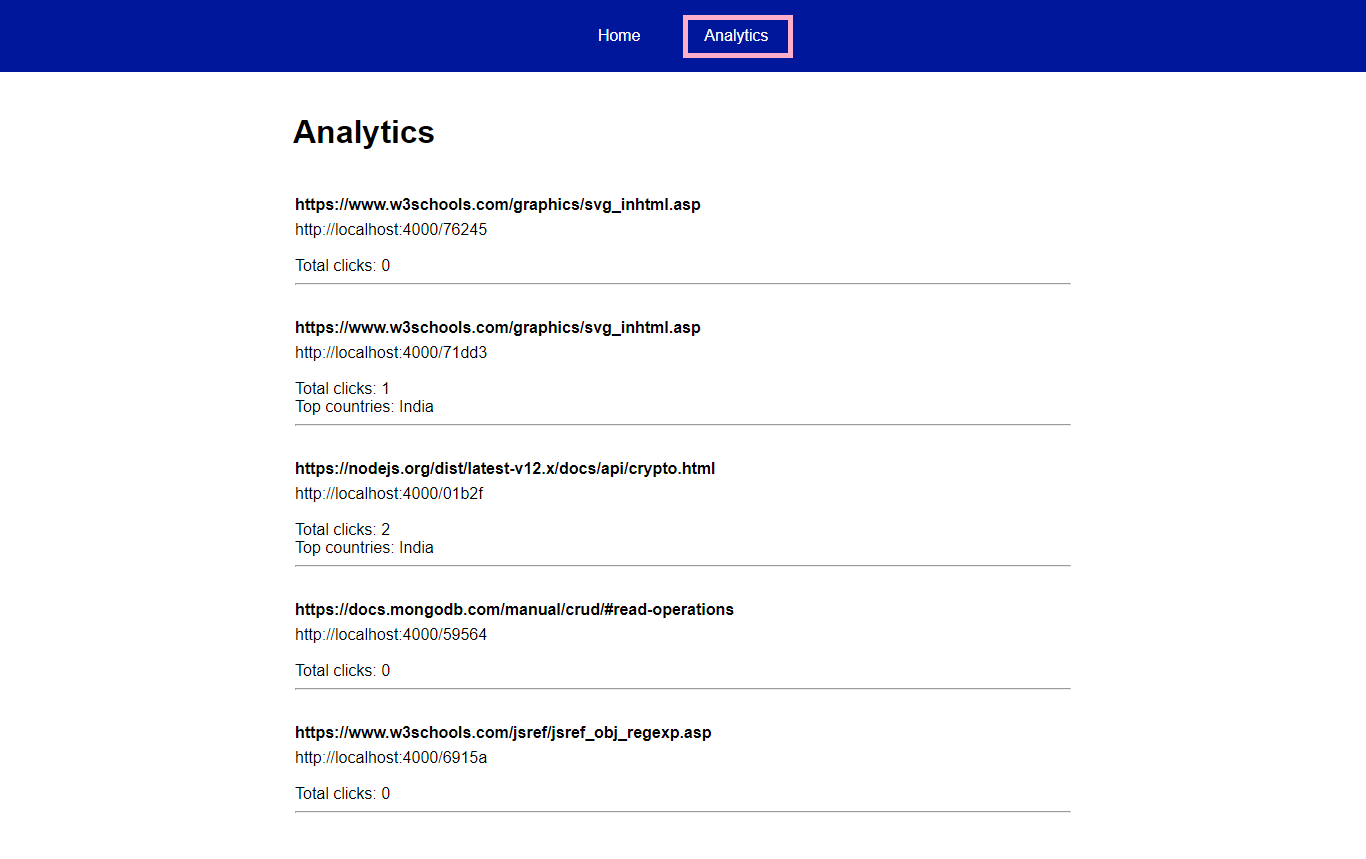 Home Analytics
Analytics
https://www.w3schools.com/graphics/svg_inhtml.asp
http://localhost:4000/76245
Total clicks: 0
https://www.w3schools.com/graphics/svg_inhtml.asp
http://localhost:4000/71dd3
Total clicks: 1
Top countries: India
https://nodejs.org/dist/latest-v12.x/docs/api/crypto.html
http://localhost:4000/01b2f
Total clicks: 2
Top countries: India
https://docs.mongodb.com/manual/crud/#read-operations
http://localhost:4000/59564
Total clicks: 0
https://www.w3schools.com/jsref/jsref_obj_regexp.asp
http://localhost:4000/6915a
Total clicks: 0